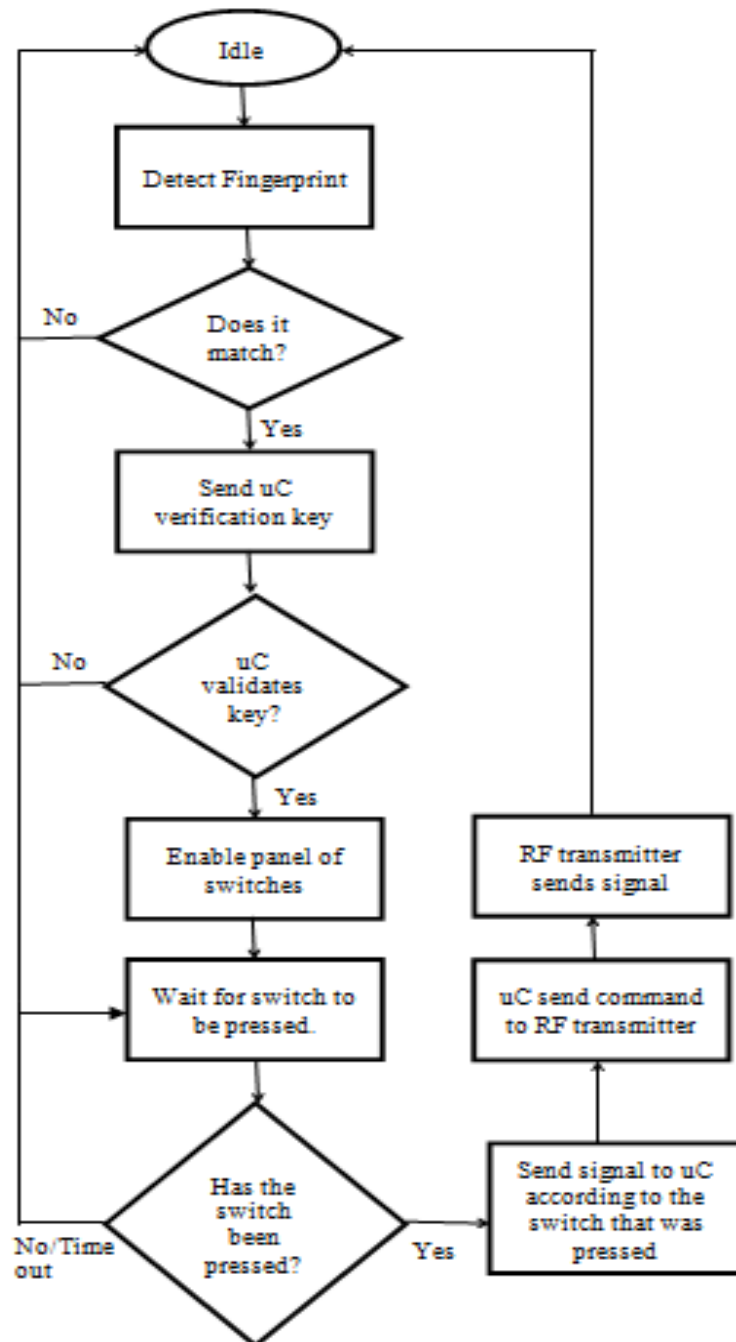 Idle
Detect Fingerprint
Does it
match?
No
Yes
Send uC
verification key
uC
validates
key?
No
Yes
Enable panel of
switches
Wait for switch to
be pressed.
Has the
switch
been
pressed?
No/Time
out
Yes
Send signal to uC
according to the
switch that was
pressed
uC send command
to RF transmitter
RF transmitter
sends signal